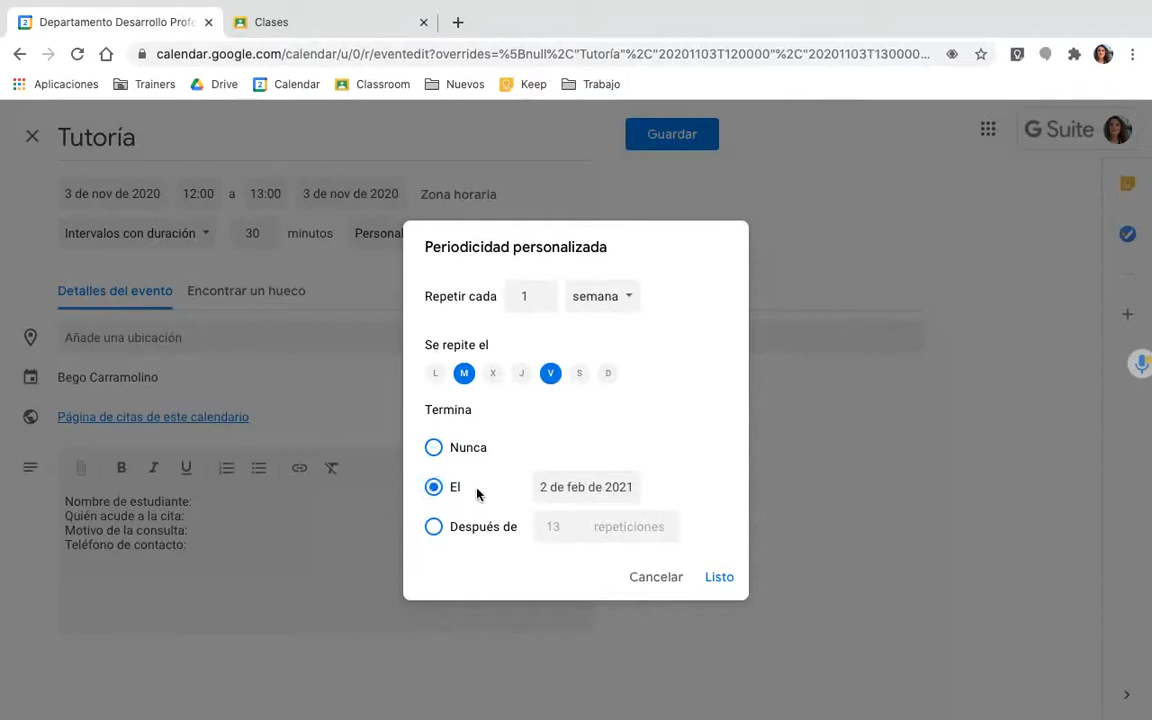 Departamento Desarrollo Profe
Clases
calendar.google.com/calendar/u/0/r/eventedit?overrides=%5Bnull%2C"Tutoría"%2C"20201103T120000"%2C"20201103T130000...
Aplicaciones Trainers Drive Calendar Classroom Nuevos Keep Trabajo
Tutoría
Guardar
G Suite
3 de nov de 2020 12:00 a 13:00 3 de nov de 2020 Zona horaria
Intervalos con duración 30 minutos Personal
Detalles del evento Encontrar un hueco
Añade una ubicación
Bego Carramolino
Página de citas de este calendario
B I U
Nombre de estudiante:
Quién acude a la cita:
Motivo de la consulta:
Teléfono de contacto:
Periodicidad personalizada
Repetir cada 1 semana
Se repite el
L M X J V S D
Termina
Nunca
El 2 de feb de 2021
Después de 13 repeticiones
Cancelar Listo